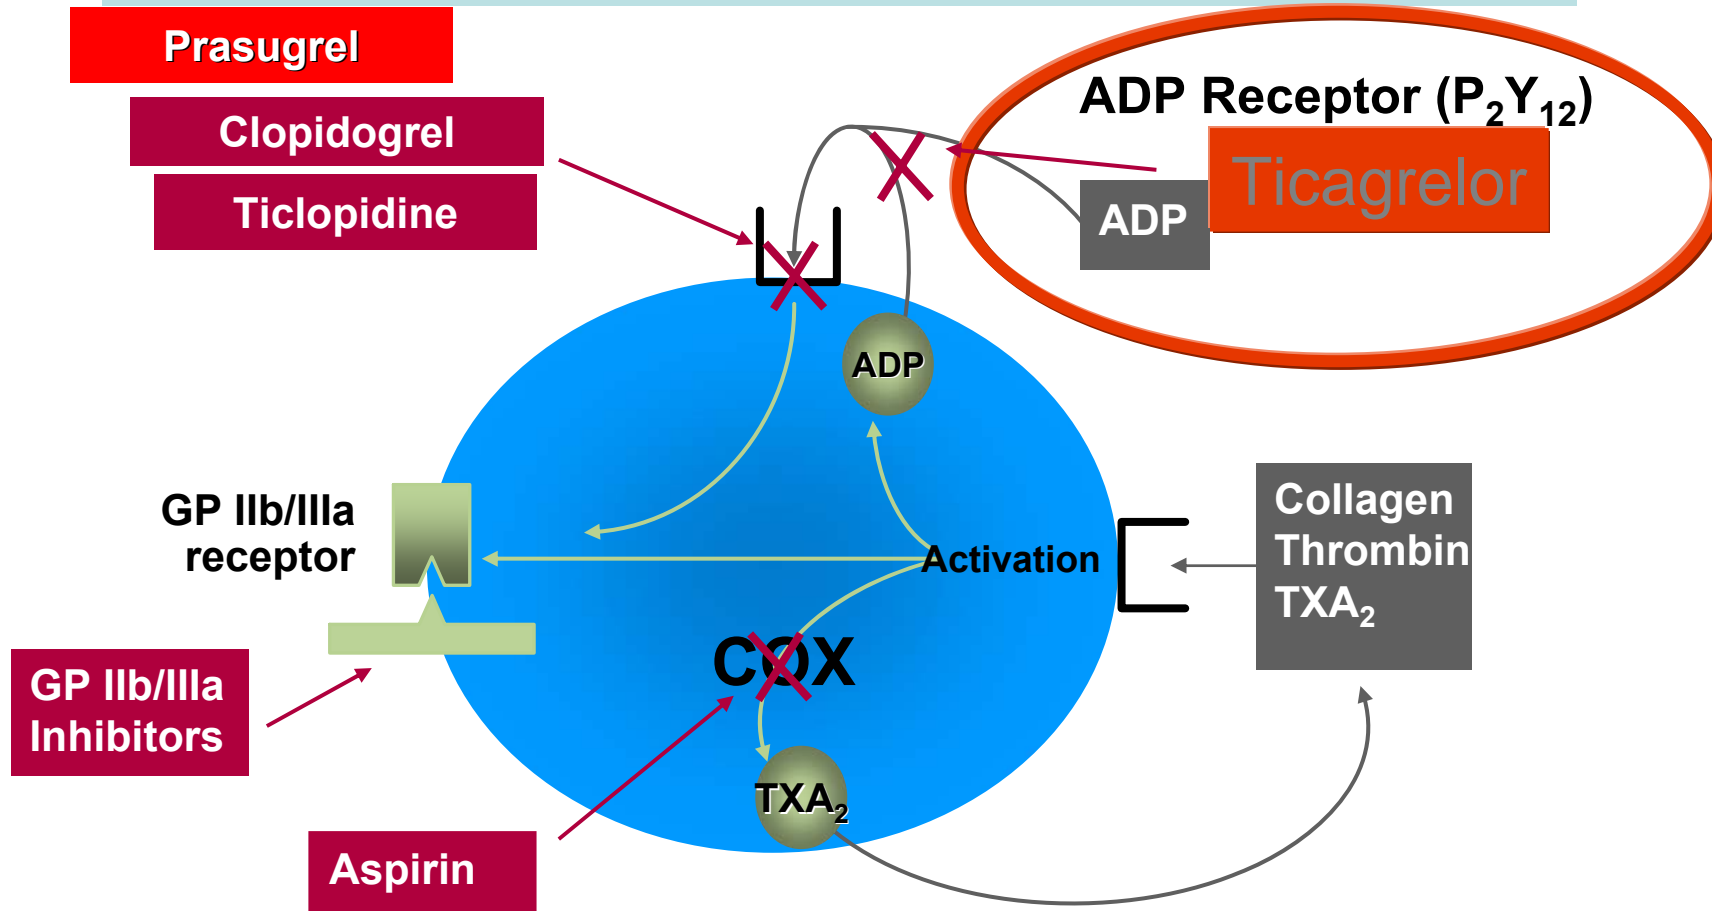 Prasugrel
Clopidogrel
Ticlopidine
ADP Receptor (P₂Y₁₂)
Ticagrelor
ADP
ADP
GP IIb/IIIa
receptor
Activation
Collagen
Thrombin
TXA₂
COX
GP IIb/IIIa
Inhibitors
TXA₂
Aspirin